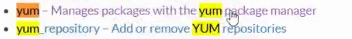 yum – Manages packages with the yum package manager
yum_repository – Add or remove YUM repositories